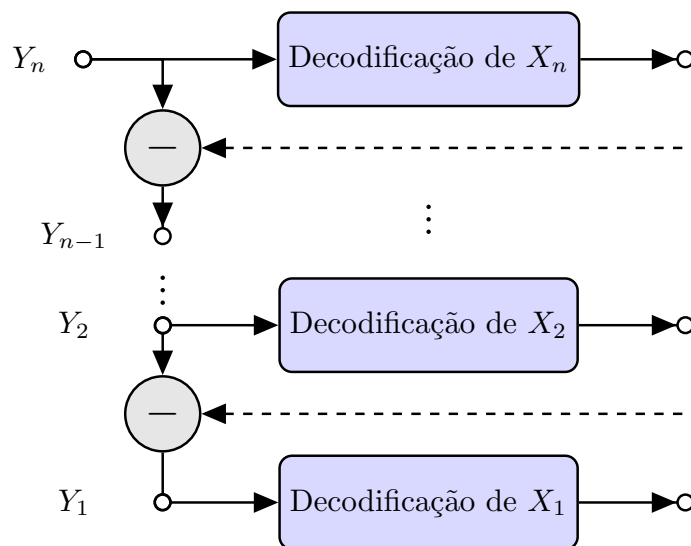 Y_n Decodificação de X_n
—
Y_{n−1} ⋮
⋮
Y_2 Decodificação de X_2
—
Y_1 Decodificação de X_1